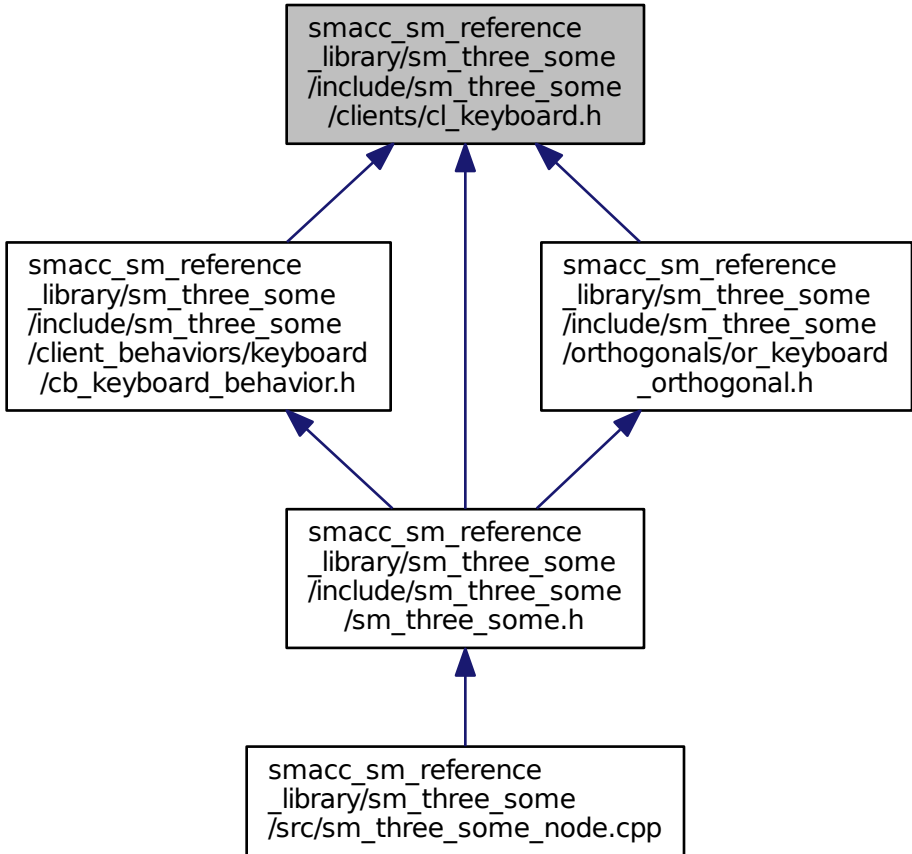 smacc_sm_reference
_library/sm_three_some
/include/sm_three_some
/clients/cl_keyboard.h
smacc_sm_reference
_library/sm_three_some
/include/sm_three_some
/client_behaviors/keyboard
/cb_keyboard_behavior.h
smacc_sm_reference
_library/sm_three_some
/include/sm_three_some
/orthogonals/or_keyboard
_orthogonal.h
smacc_sm_reference
_library/sm_three_some
/include/sm_three_some
/sm_three_some.h
smacc_sm_reference
_library/sm_three_some
/src/sm_three_some_node.cpp